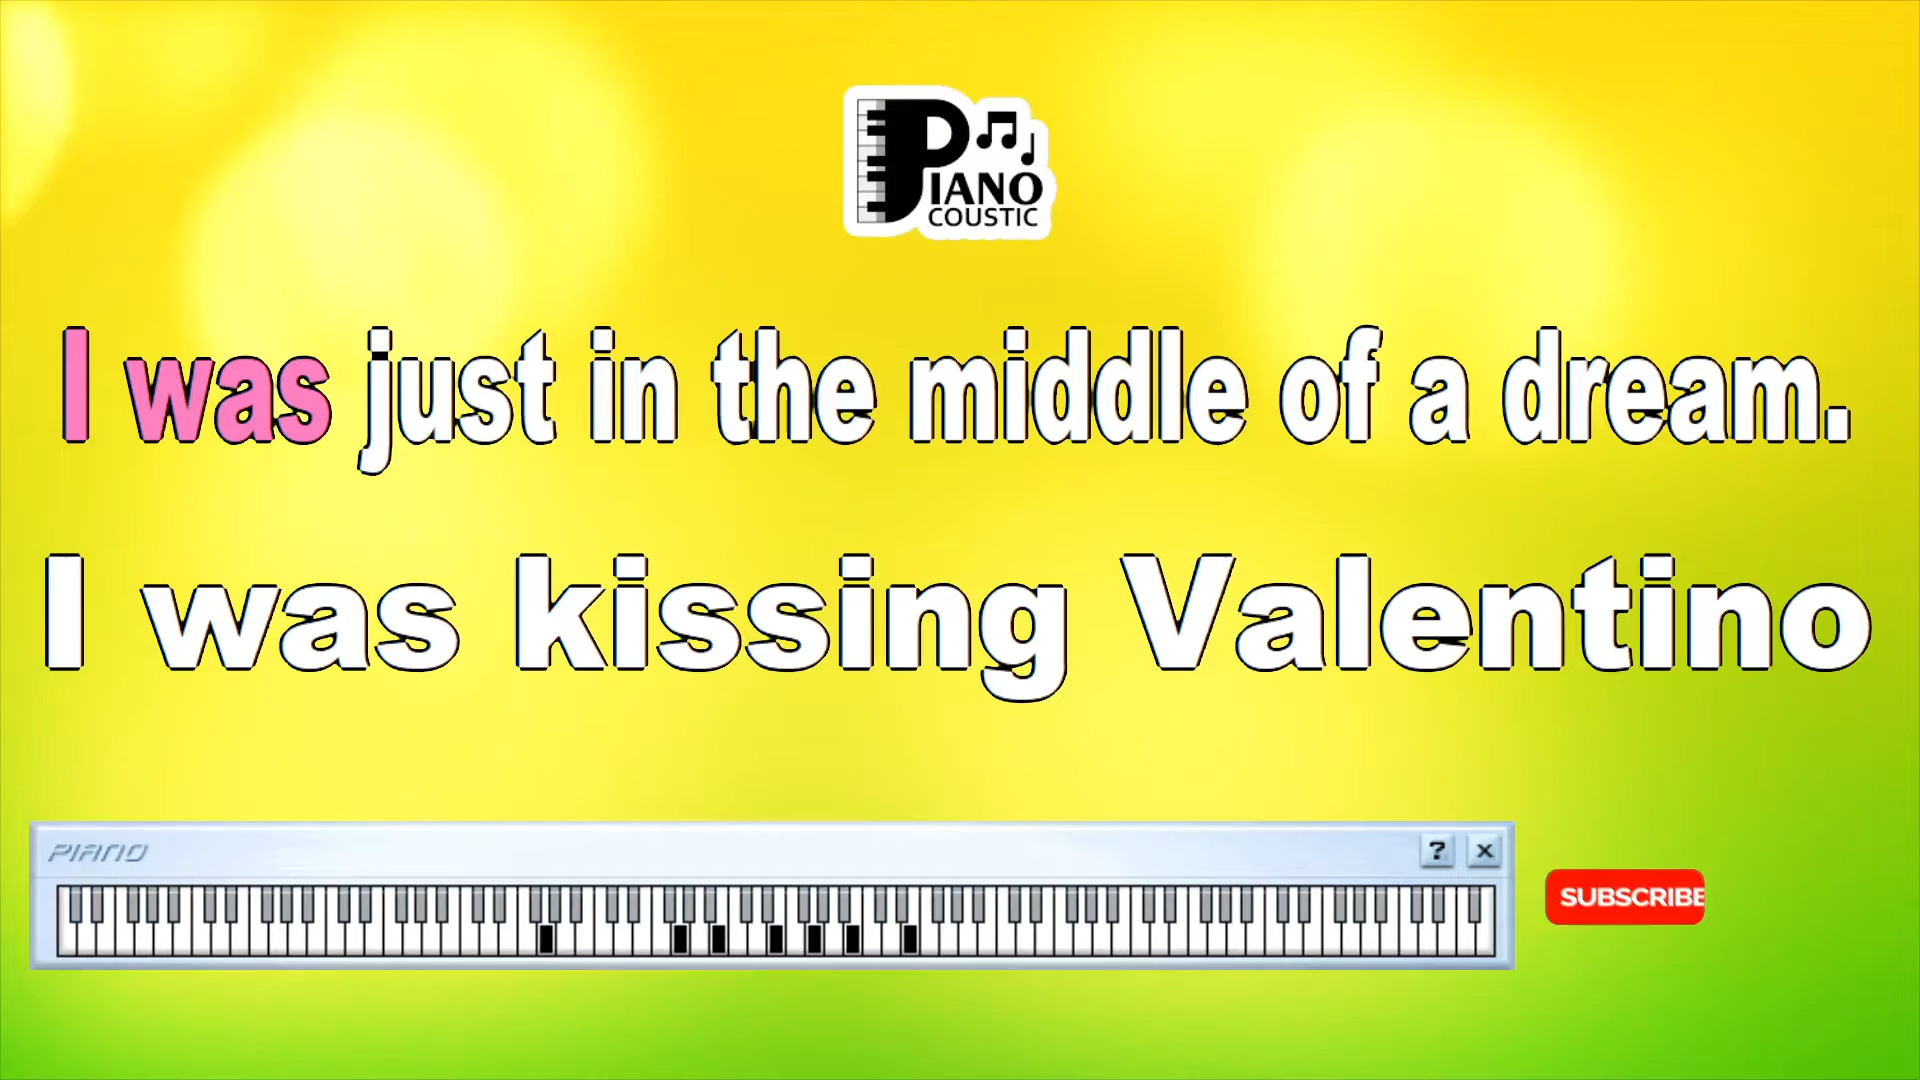 PIANO
COUSTIC
I was just in the middle of a dream.
I was kissing Valentino
PIANO
? x
SUBSCRIBE